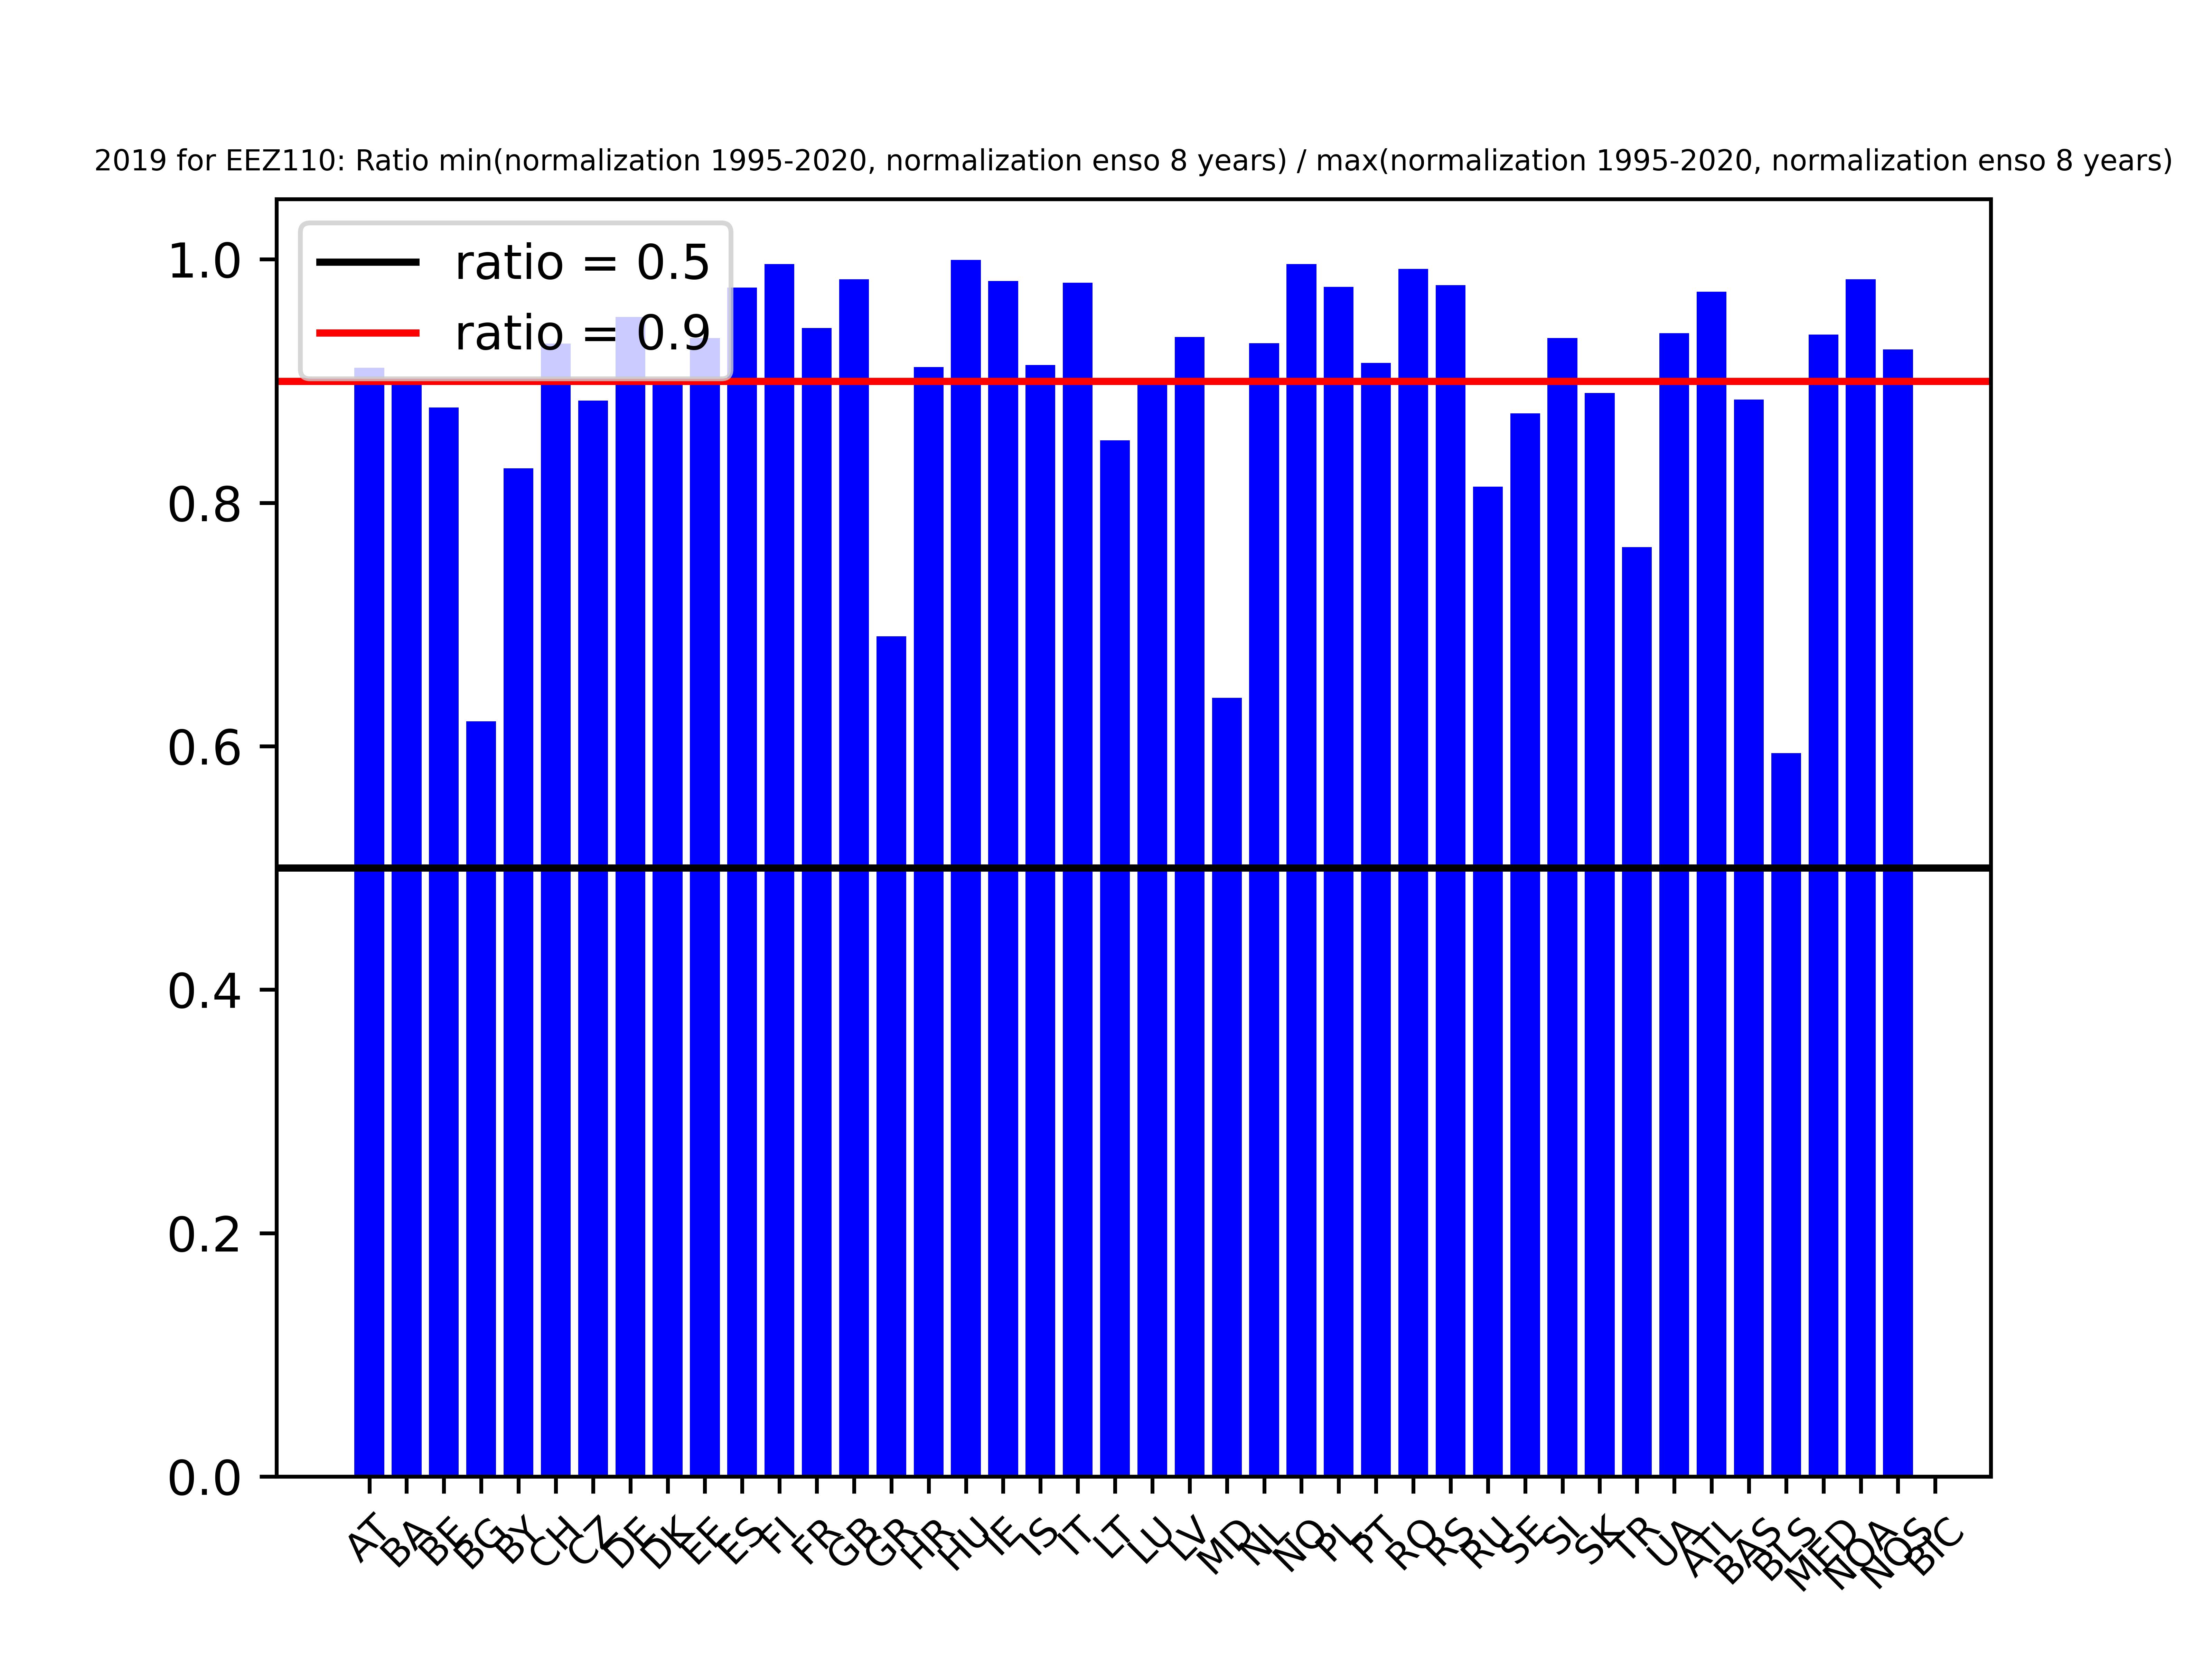 2019 for EEZ110: Ratio min(normalization 1995-2020, normalization enso 8 years) / max(normalization 1995-2020, normalization enso 8 years)
ratio = 0.5
ratio = 0.9
1.0
0.8
0.6
0.4
0.2
0.0
AT BA BE BG BY CH CZ DE DK EE ES FI FR GB GR HR HU IE IS IT LT LU LV MD NL NO PL PT RO RS RU SE SI SK TR UA ATL BAS BLS MED NOA NOS BIC